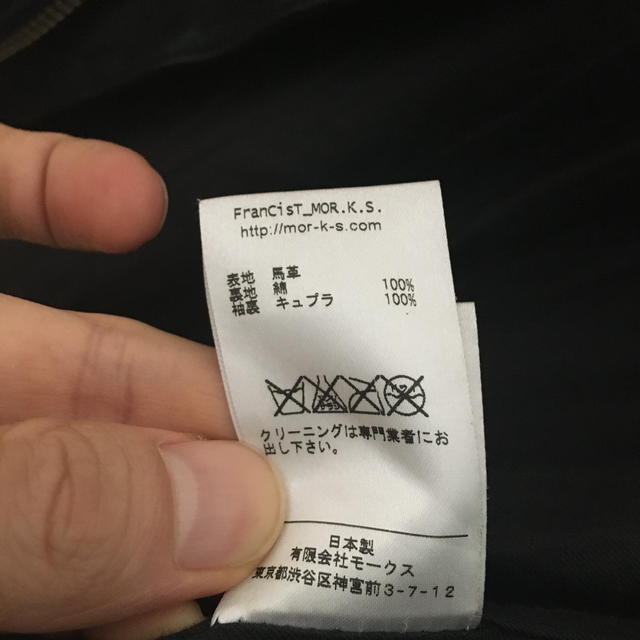 FranCisT_MOR.K.S.
http://mor-k-s.com
表地 馬革
裏地 綿 100%
袖裏 キュプラ 100%
クリーニングは専門業者にお
出し下さい。
日本製
有限会社モークス
東京都渋谷区神宮前3-7-12